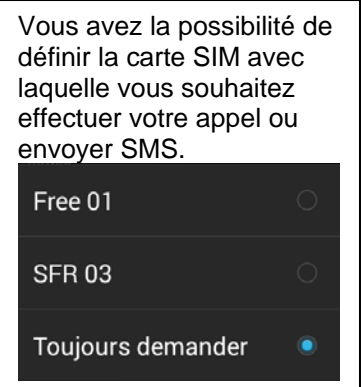 Vous avez la possibilité de
définir la carte SIM avec
laquelle vous souhaitez
effectuer votre appel ou
envoyer SMS.
Free 01
SFR 03
Toujours demander